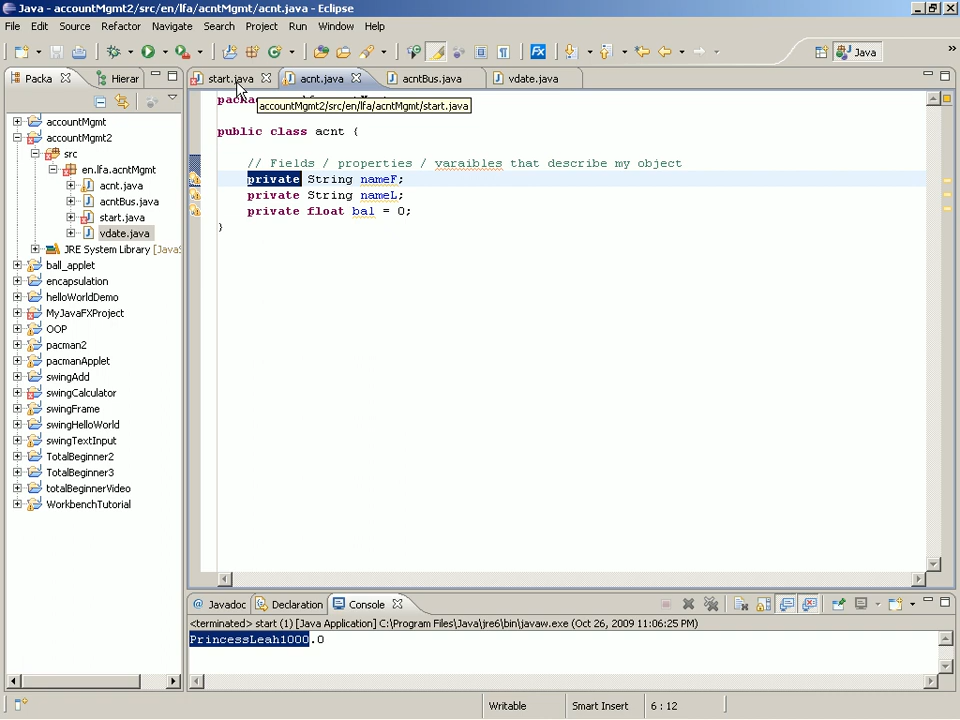 Java - accountMgmt2/src/en/lfa/acntMgmt/acnt.java - Eclipse
File Edit Source Refactor Navigate Search Project Run Window Help
Java
Packa Hierar
start.java acnt.java acntBus.java vdate.java
accountMgmt2/src/en/lfa/acntMgmt/start.java
accountMgmt
accountMgmt2
src
en.lfa.acntMgmt
acnt.java
acntBus.java
start.java
vdate.java
JRE System Library [JavaS
ball_applet
encapsulation
helloWorldDemo
MyJavaFXProject
OOP
pacman2
pacmanApplet
swingAdd
swingCalculator
swingFrame
swingHelloWorld
swingTextInput
TotalBeginner2
TotalBeginner3
totalBeginnerVideo
WorkbenchTutorial
public class acnt {
// Fields / properties / varaibles that describe my object
private String nameF;
private String nameL;
private float bal = 0;
}
Javadoc Declaration Console
<terminated> start (1) [Java Application] C:\Program Files\Java\jre6\bin\javaw.exe (Oct 26, 2009 11:06:25 PM)
PrincessLeah1000.0
Writable Smart Insert 6 : 12